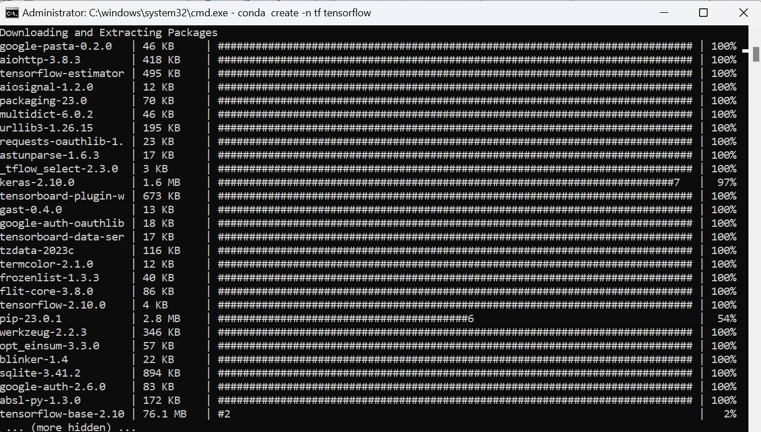 Administrator: C:\windows\system32\cmd.exe - conda  create -n tf tensorflow
Downloading and Extracting Packages
google-pasta-0.2.0   | 46 KB     | ############################################################################ | 100%
aiohttp-3.8.3        | 418 KB    | ############################################################################ | 100%
tensorflow-estimator | 495 KB    | ############################################################################ | 100%
aiosignal-1.2.0      | 12 KB     | ############################################################################ | 100%
packaging-23.0       | 70 KB     | ############################################################################ | 100%
multidict-6.0.2      | 46 KB     | ############################################################################ | 100%
urllib3-1.26.15      | 195 KB    | ############################################################################ | 100%
requests-oauthlib-1. | 23 KB     | ############################################################################ | 100%
astunparse-1.6.3     | 17 KB     | ############################################################################ | 100%
_tflow_select-2.3.0  | 3 KB      | ############################################################################ | 100%
keras-2.10.0         | 1.6 MB    | #########################################################################7   |  97%
tensorboard-plugin-w | 673 KB    | ############################################################################ | 100%
gast-0.4.0           | 13 KB     | ############################################################################ | 100%
google-auth-oauthlib | 18 KB     | ############################################################################ | 100%
tensorboard-data-ser | 17 KB     | ############################################################################ | 100%
tzdata-2023c         | 116 KB    | ############################################################################ | 100%
termcolor-2.1.0      | 12 KB     | ############################################################################ | 100%
frozenlist-1.3.3     | 40 KB     | ############################################################################ | 100%
flit-core-3.8.0      | 86 KB     | ############################################################################ | 100%
tensorflow-2.10.0    | 4 KB      | ############################################################################ | 100%
pip-23.0.1           | 2.8 MB    | ########################################6                                    |  54%
werkzeug-2.2.3       | 346 KB    | ############################################################################ | 100%
opt_einsum-3.3.0     | 57 KB     | ############################################################################ | 100%
blinker-1.4          | 22 KB     | ############################################################################ | 100%
sqlite-3.41.2        | 894 KB    | ############################################################################ | 100%
google-auth-2.6.0    | 83 KB     | ############################################################################ | 100%
absl-py-1.3.0        | 172 KB    | ############################################################################ | 100%
tensorflow-base-2.10 | 76.1 MB   | #2                                                                           |   2%
 ... (more hidden) ...